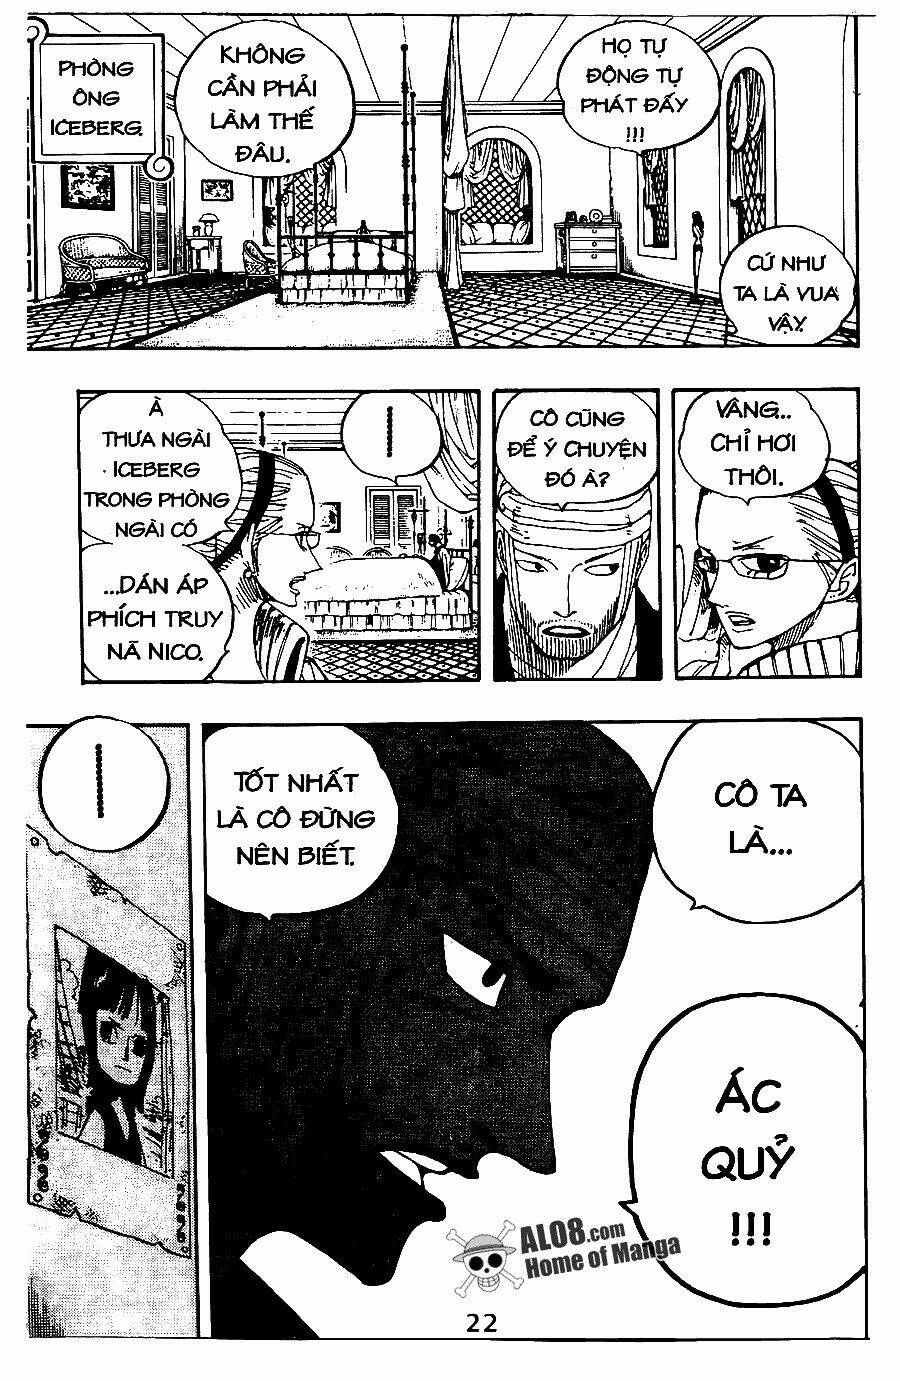 PHÒNG
ÔNG
ICEBERG.
KHÔNG
CẦN PHẢI
LÀM THẾ
ĐÂU.
HỌ TỰ
ĐỘNG TỰ
PHÁT ĐẤY
!!!
CỨ NHƯ
TA LÀ VUA
VẬY.
À
THƯA NGÀI
ICEBERG
TRONG PHÒNG
NGÀI CÓ
...DÁN ÁP
PHÍCH TRUY
NÃ NICO.
CÔ CŨNG
ĐỂ Ý CHUYỆN
ĐÓ À?
VÂNG...
CHỈ HƠI
THÔI.
TỐT NHẤT
LÀ CÔ ĐỪNG
NÊN BIẾT.
CÔ TA
LÀ...
ÁC
QUỶ
!!!
ALO8.com
Home of Manga
22